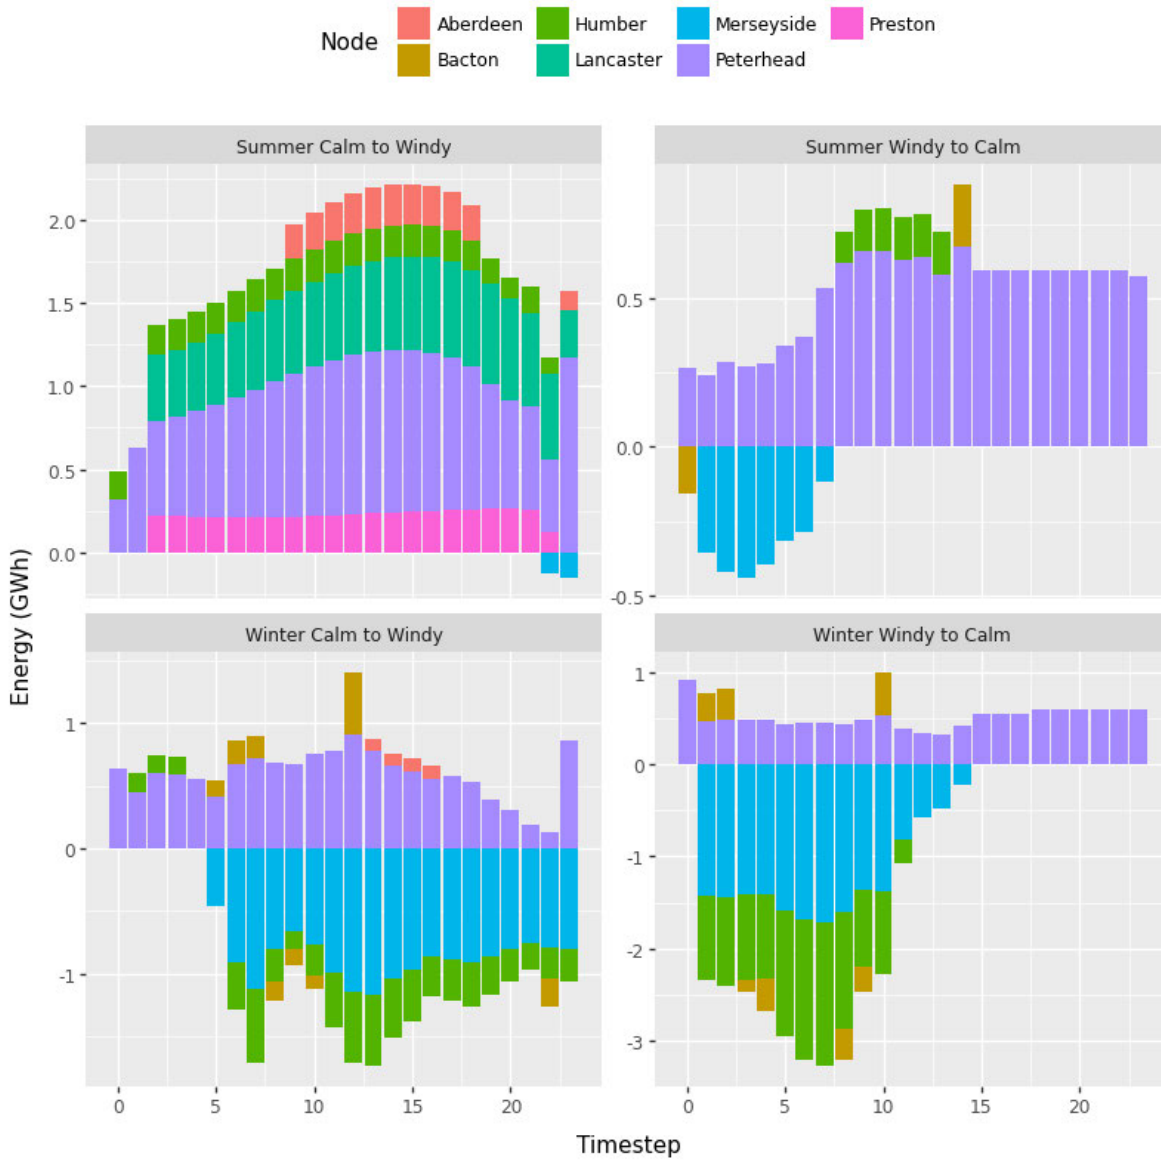 Node
Aberdeen Humber Merseyside Preston
Bacton Lancaster Peterhead
Summer Calm to Windy
Summer Windy to Calm
2.0
1.5
1.0
0.5
0.0
0.5
0.0
-0.5
Energy (GWh)
Winter Calm to Windy
Winter Windy to Calm
1
0
-1
1
0
-1
-2
-3
0 5 10 15 20
0 5 10 15 20
Timestep